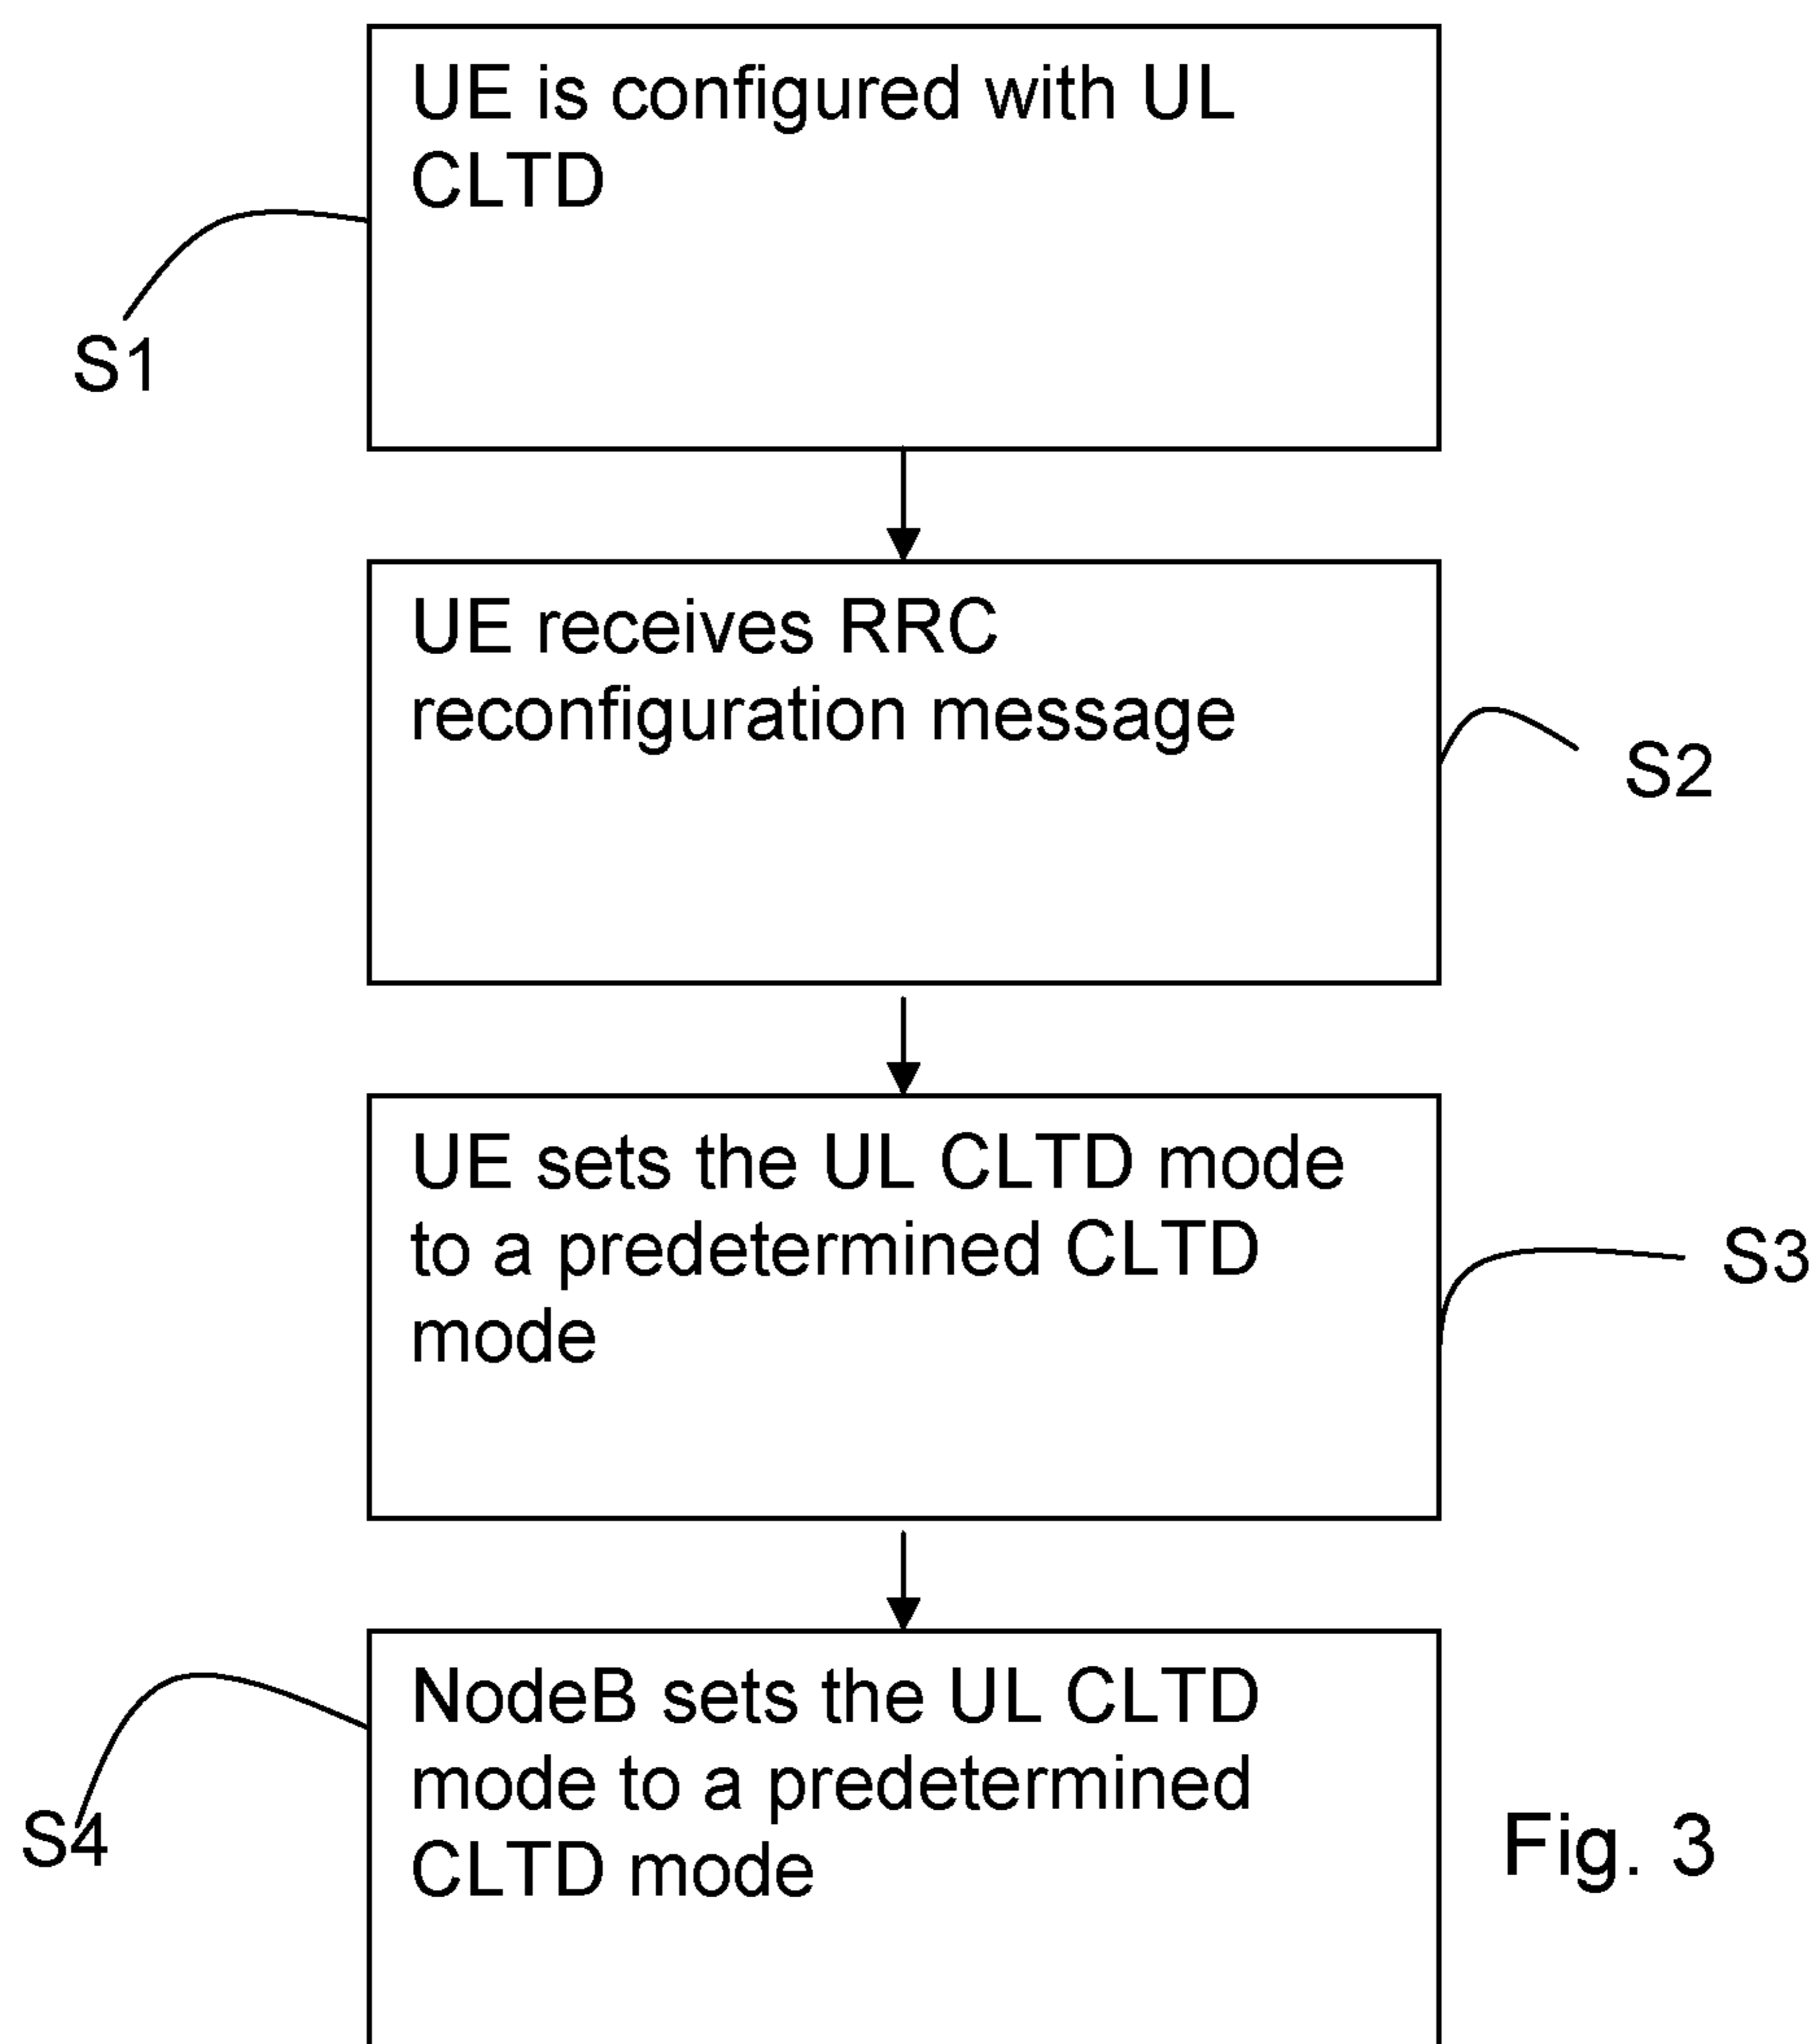 UE is configured with UL
CLTD
S1
UE receives RRC
reconfiguration message
S2
UE sets the UL CLTD mode
to a predetermined CLTD
mode
S3
NodeB sets the UL CLTD
mode to a predetermined
CLTD mode
S4
Fig. 3